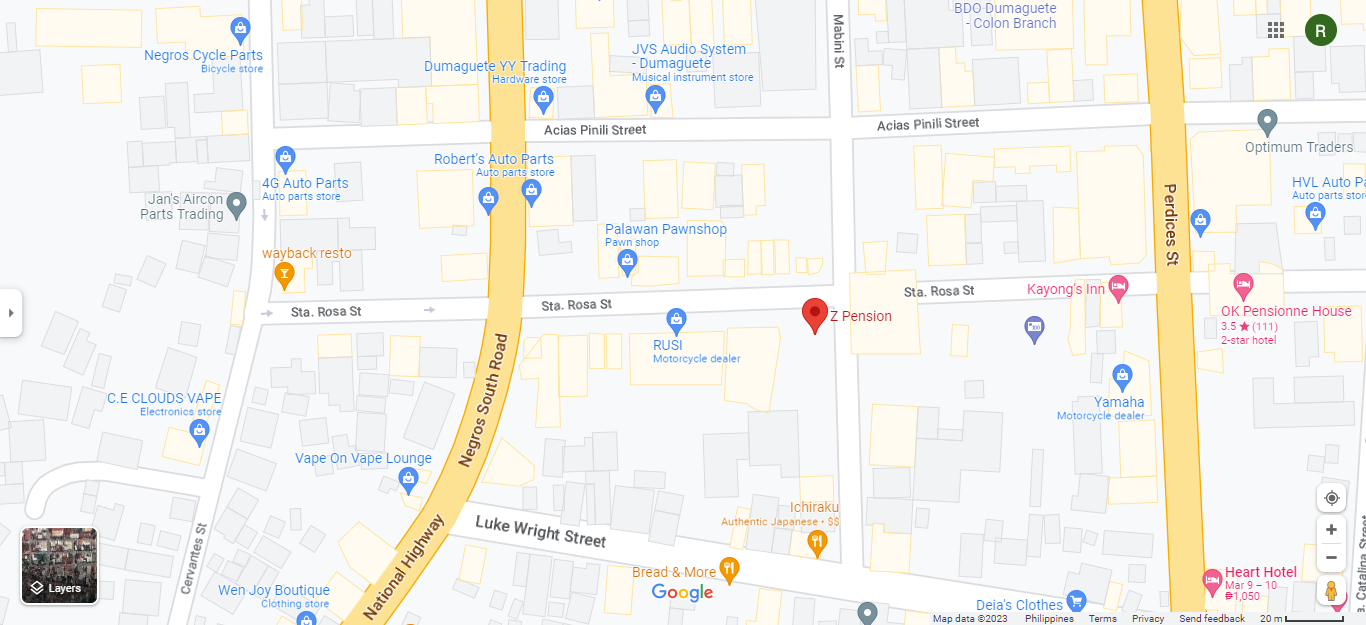 BDO Dumaguete
- Colon Branch
R
Negros Cycle Parts
Bicycle store
Mabini St
JVS Audio System
- Dumaguete
Musical instrument store
Dumaguete YY Trading
Hardware store
Acias Pinili Street
Acias Pinili Street
Optimum Traders
Robert's Auto Parts
Auto parts store
4G Auto Parts
Auto parts store
HVL Auto Pa
Auto parts store
Jan's Aircon
Parts Trading
Perdices St
Palawan Pawnshop
Pawn shop
wayback resto
Kayong's Inn
Sta. Rosa St
Sta. Rosa St
Sta. Rosa St
OK Pensionne House
3.5 ★ (111)
2-star hotel
Z Pension
RUSI
Motorcycle dealer
Negros South Road
C.E CLOUDS VAPE
Electronics store
Yamaha
Motorcycle dealer
Vape On Vape Lounge
Ichiraku
Authentic Japanese • $$
Luke Wright Street
Cervantes St
National Highway
Bread & More
Heart Hotel
Mar 9 – 10
₱1,050
Layers
Wen Joy Boutique
Clothing store
Google
Deia's Clothes
a. Catalina Street
Map data ©2023 Philippines Terms Privacy Send feedback 20 m